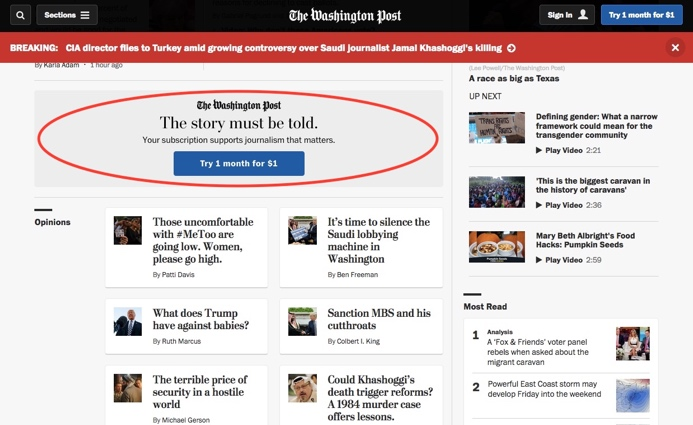 Sections
The Washington Post
Sign In
Try 1 month for $1
BREAKING: CIA director flies to Turkey amid growing controversy over Saudi journalist Jamal Khashoggi's killing
By Karla Adam • 1 hour ago
The Washington Post
The story must be told.
Your subscription supports journalism that matters.
Try 1 month for $1
Opinions
Those uncomfortable
with #MeToo are
going low. Women,
please go high.
By Patti Davis
It's time to silence the
Saudi lobbying
machine in
Washington
By Ben Freeman
What does Trump
have against babies?
By Ruth Marcus
Sanction MBS and his
cutthroats
By Colbert I. King
The terrible price of
security in a hostile
world
By Michael Gerson
Could Khashoggi's
death trigger reforms?
A 1984 murder case
offers lessons.
(Lee Powell/The Washington Post)
A race as big as Texas
UP NEXT
Defining gender: What a narrow
framework could mean for the
transgender community
Play Video 2:21
'This is the biggest caravan in
the history of caravans'
Play Video 2:36
Mary Beth Albright's Food
Hacks: Pumpkin Seeds
Play Video 2:59
Most Read
1
Analysis
A 'Fox & Friends' voter panel
rebels when asked about the
migrant caravan
2
Powerful East Coast storm may
develop Friday into the weekend